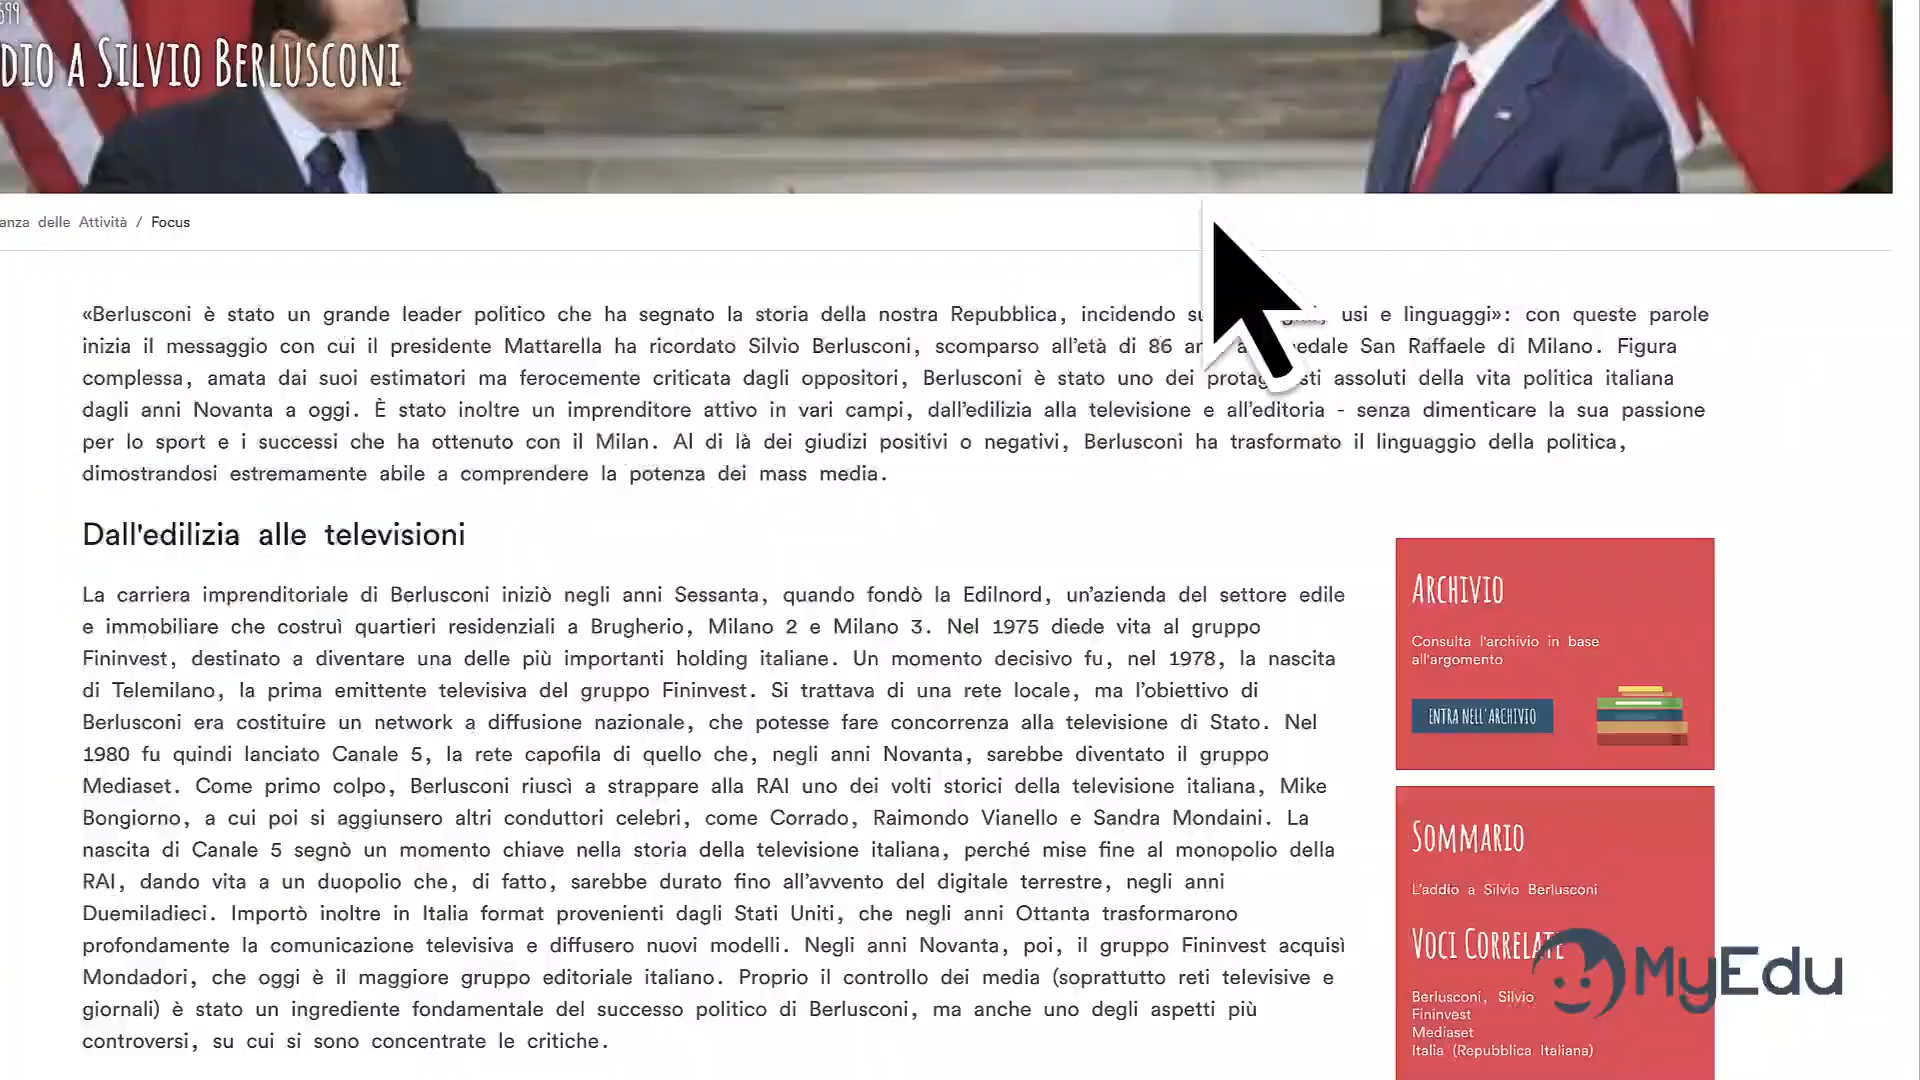 599
DIO A SILVIO BERLUSCONI
anza delle Attività / Focus
«Berlusconi è stato un grande leader politico che ha segnato la storia della nostra Repubblica, incidendo usi e linguaggi»: con queste parole
inizia il messaggio con cui il presidente Mattarella ha ricordato Silvio Berlusconi, scomparso all'età di 86 San Raffaele di Milano. Figura
complessa, amata dai suoi estimatori ma ferocemente criticata dagli oppositori, Berlusconi è stato uno dei assoluti della vita politica italiana
dagli anni Novanta a oggi. È stato inoltre un imprenditore attivo in vari campi, dall'edilizia alla televisione e all'editoria - senza dimenticare la sua passione
per lo sport e i successi che ha ottenuto con il Milan. Al di là dei giudizi positivi o negativi, Berlusconi ha trasformato il linguaggio della politica,
dimostrandosi estremamente abile a comprendere la potenza dei mass media.
Dall'edilizia alle televisioni
La carriera imprenditoriale di Berlusconi iniziò negli anni Sessanta, quando fondò la Edilnord, un'azienda del settore edile
e immobiliare che costruì quartieri residenziali a Brugherio, Milano 2 e Milano 3. Nel 1975 diede vita al gruppo
Fininvest, destinato a diventare una delle più importanti holding italiane. Un momento decisivo fu, nel 1978, la nascita
di Telemilano, la prima emittente televisiva del gruppo Fininvest. Si trattava di una rete locale, ma l'obiettivo di
Berlusconi era costituire un network a diffusione nazionale, che potesse fare concorrenza alla televisione di Stato. Nel
1980 fu quindi lanciato Canale 5, la rete capofila di quello che, negli anni Novanta, sarebbe diventato il gruppo
Mediaset. Come primo colpo, Berlusconi riuscì a strappare alla RAI uno dei volti storici della televisione italiana, Mike
Bongiorno, a cui poi si aggiunsero altri conduttori celebri, come Corrado, Raimondo Vianello e Sandra Mondaini. La
nascita di Canale 5 segnò un momento chiave nella storia della televisione italiana, perché mise fine al monopolio della
RAI, dando vita a un duopolio che, di fatto, sarebbe durato fino all'avvento del digitale terrestre, negli anni
Duemiladieci. Importò inoltre in Italia format provenienti dagli Stati Uniti, che negli anni Ottanta trasformarono
profondamente la comunicazione televisiva e diffusero nuovi modelli. Negli anni Novanta, poi, il gruppo Fininvest acquisì
Mondadori, che oggi è il maggiore gruppo editoriale italiano. Proprio il controllo dei media (soprattutto reti televisive e
giornali) è stato un ingrediente fondamentale del successo politico di Berlusconi, ma anche uno degli aspetti più
controversi, su cui si sono concentrate le critiche.
ARCHIVIO
Consulta l'archivio in base
all'argomento
ENTRA NELL'ARCHIVIO
SOMMARIO
L'addio a Silvio Berlusconi
VOCI CORRELATE
Berlusconi, Silvio
Fininvest
Mediaset
Italia (Repubblica Italiana)
MyEdu